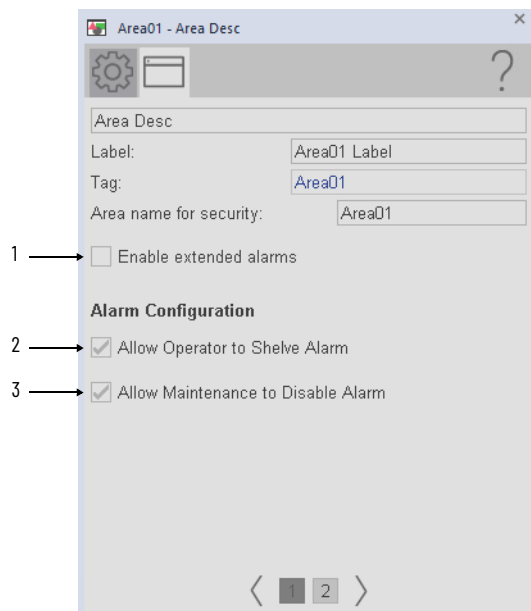 Area01 - Area Desc
Area Desc
Label: Area01 Label
Tag: Area01
Area name for security: Area01
1 Enable extended alarms
Alarm Configuration
2 Allow Operator to Shelve Alarm
3 Allow Maintenance to Disable Alarm
1 2